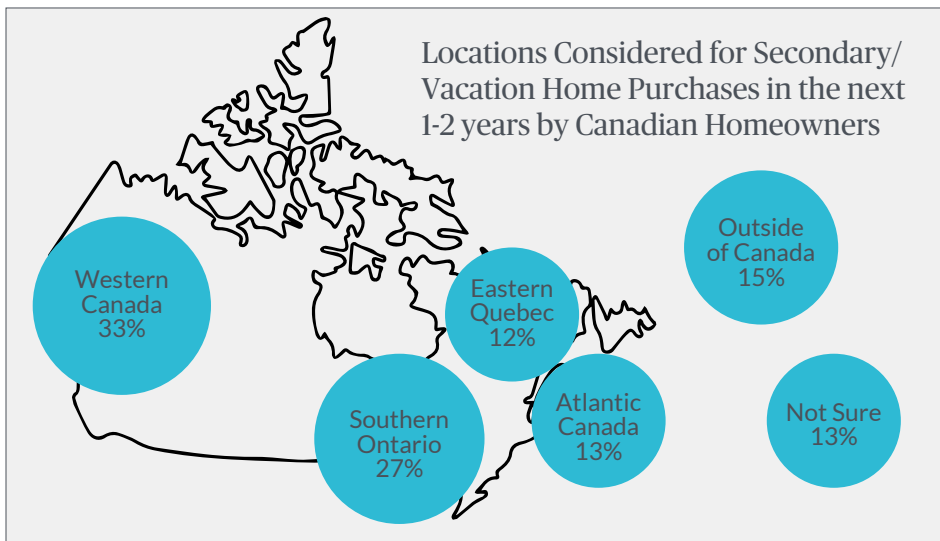 Locations Considered for Secondary/
Vacation Home Purchases in the next
1-2 years by Canadian Homeowners
Western
Canada
33%
Southern
Ontario
27%
Eastern
Quebec
12%
Atlantic
Canada
13%
Outside
of Canada
15%
Not Sure
13%